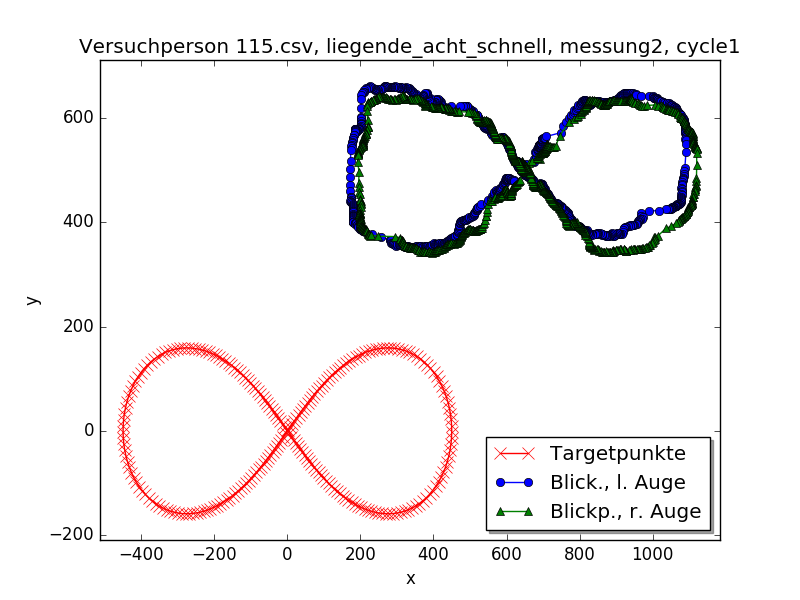 Versuchperson 115.csv, liegende_acht_schnell, messung2, cycle1
600
400
200
0
−200
y
−400
−200
0
200
400
600
800
1000
x
Targetpunkte
Blick., l. Auge
Blickp., r. Auge